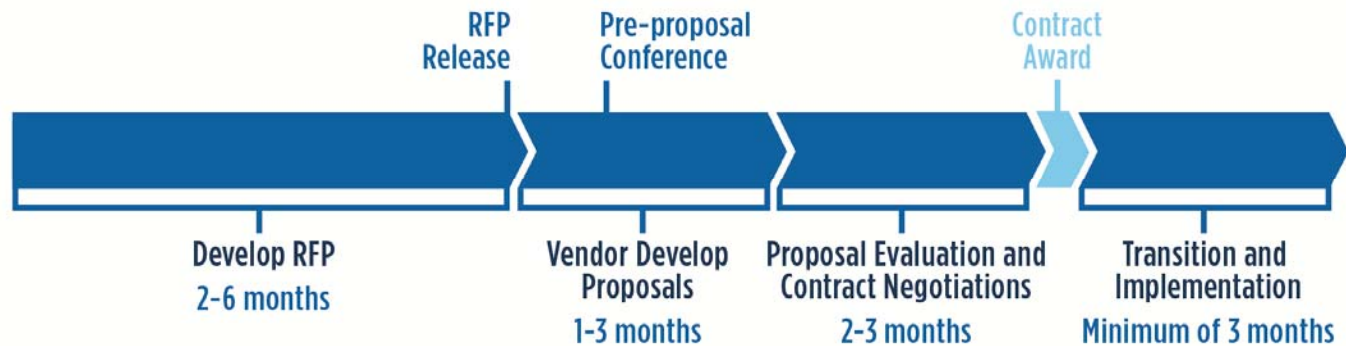 RFP
Release
Pre-proposal
Conference
Contract
Award
Develop RFP
2-6 months
Vendor Develop
Proposals
1-3 months
Proposal Evaluation and
Contract Negotiations
2-3 months
Transition and
Implementation
Minimum of 3 months